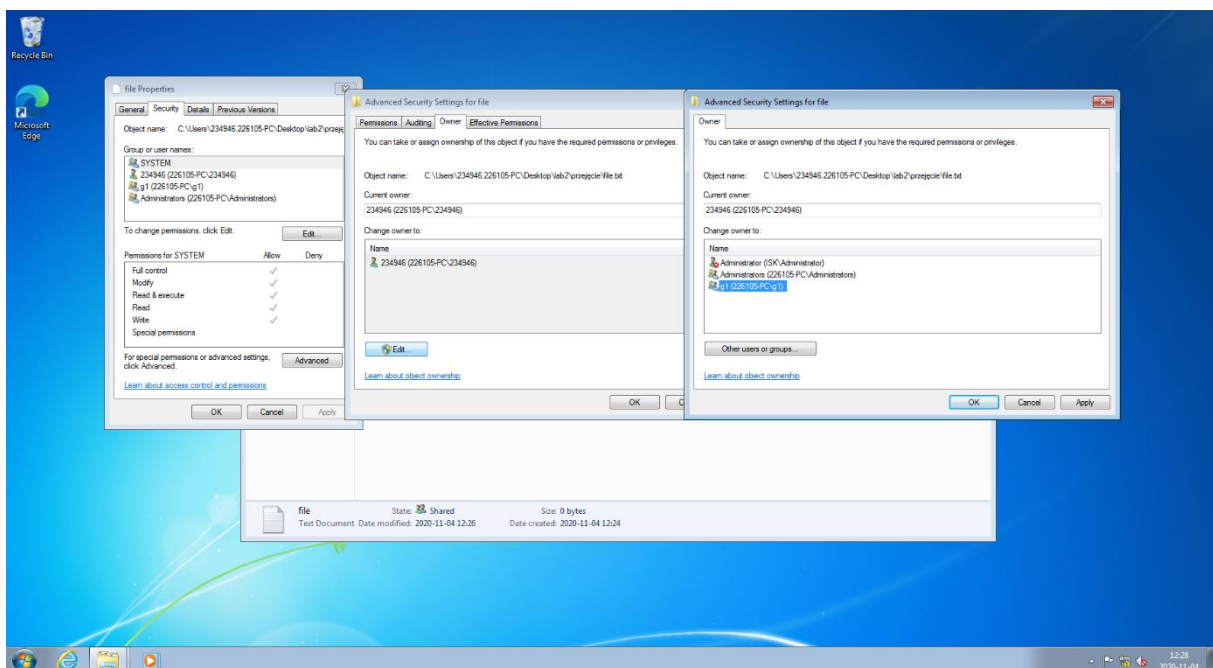 Recycle Bin
Microsoft
Edge
file Properties
General Security Details Previous Versions
Object name: C:\Users\234946.226105-PC\Desktop\lab2\przeję
Group or user names:
SYSTEM
234946 (226105-PC\234946)
g1 (226105-PC\g1)
Administrators (226105-PC\Administrators)
To change permissions, click Edit.
Edit...
Permissions for SYSTEM Allow Deny
Full control
Modify
Read & execute
Read
Write
Special permissions
For special permissions or advanced settings,
click Advanced.
Advanced
Learn about access control and permissions
OK Cancel Apply
Advanced Security Settings for file
Permissions Auditing Owner Effective Permissions
You can take or assign ownership of this object if you have the required permissions or privileges.
Object name: C:\Users\234946.226105-PC\Desktop\lab2\przejęcie\file.txt
Current owner:
234946 (226105-PC\234946)
Change owner to:
Name
234946 (226105-PC\234946)
Edit...
Learn about object ownership
OK C
Advanced Security Settings for file
Owner
You can take or assign ownership of this object if you have the required permissions or privileges.
Object name: C:\Users\234946.226105-PC\Desktop\lab2\przejęcie\file.txt
Current owner:
234946 (226105-PC\234946)
Change owner to:
Name
Administrator (ISK\Administrator)
Administrators (226105-PC\Administrators)
g1 (226105-PC\g1)
Other users or groups...
Learn about object ownership
OK Cancel Apply
file State: Shared Size: 0 bytes
Text Document Date modified: 2020-11-04 12:26 Date created: 2020-11-04 12:24
12:28
2020-11-04